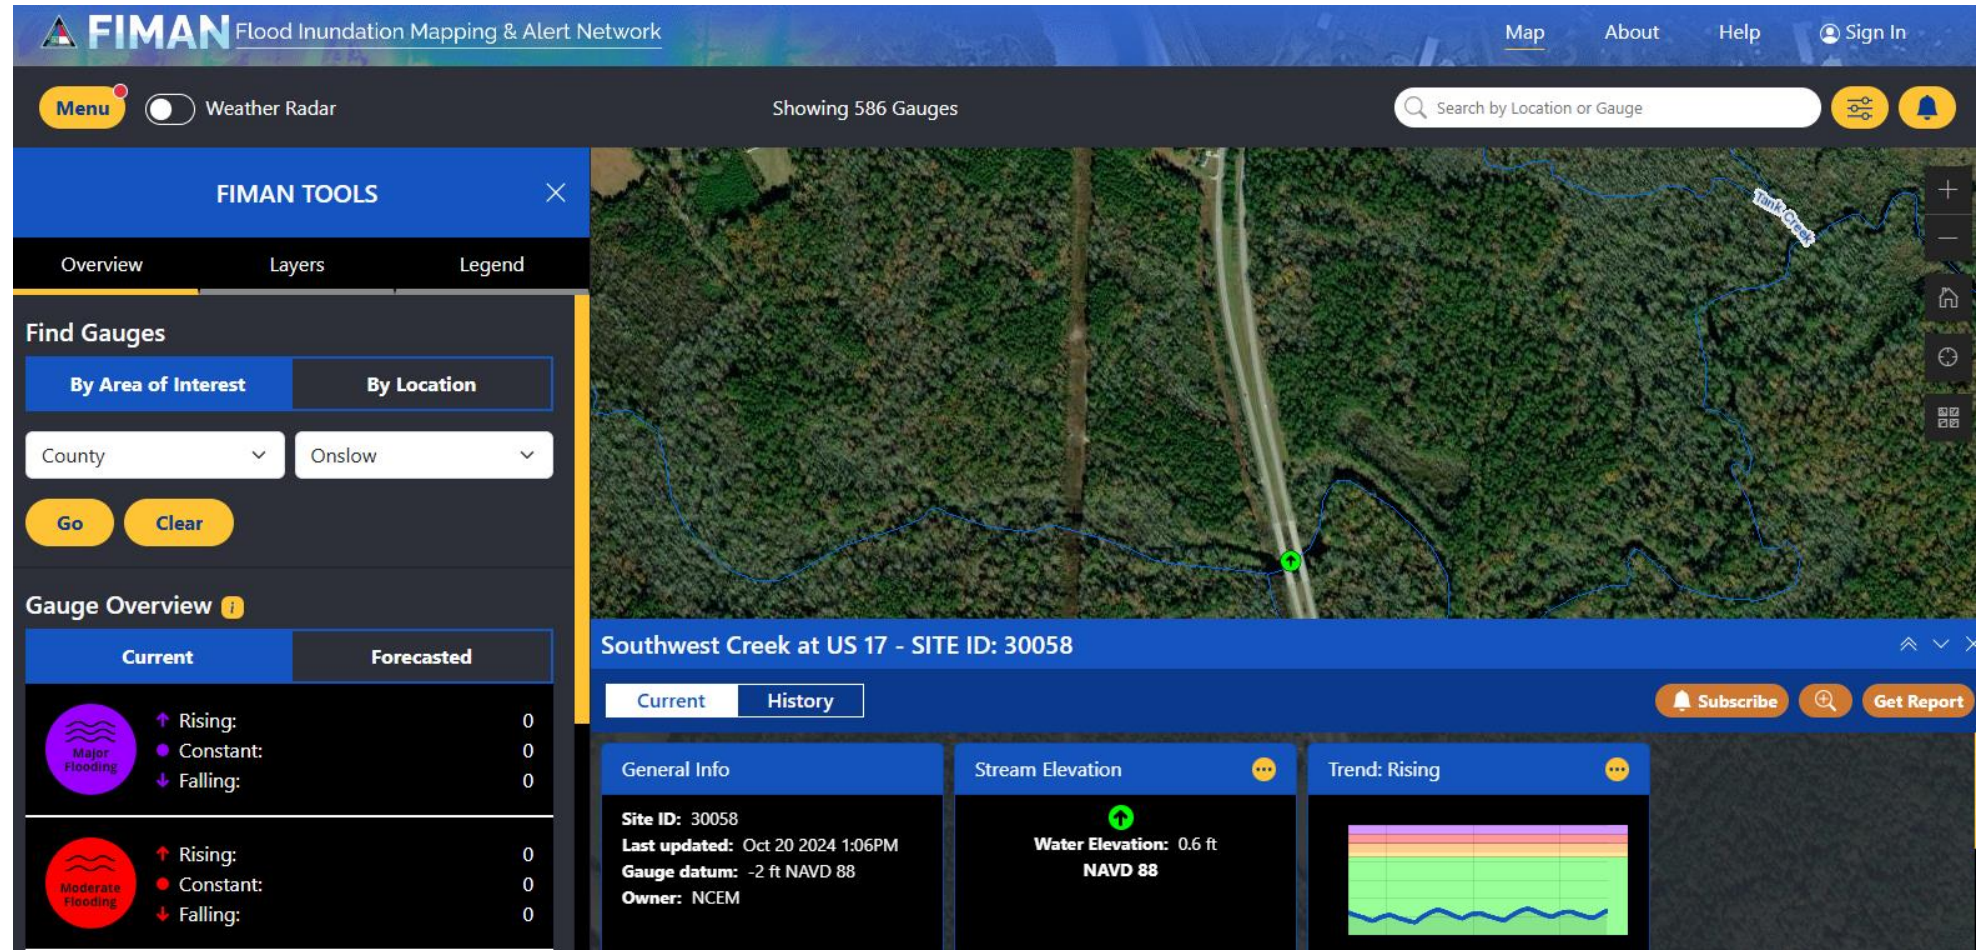 FIMAN Flood Inundation Mapping & Alert Network
Map About Help Sign In
Menu Weather Radar Showing 586 Gauges Search by Location or Gauge
FIMAN TOOLS
Overview Layers Legend
Find Gauges
By Area of Interest By Location
County Onslow
Go Clear
Gauge Overview i
Current Forecasted
Major
Flooding
Rising: 0
Constant: 0
Falling: 0
Moderate
Flooding
Rising: 0
Constant: 0
Falling: 0
Tank Creek
Southwest Creek at US 17 - SITE ID: 30058
Current History Subscribe Get Report
General Info
Site ID: 30058
Last updated: Oct 20 2024 1:06PM
Gauge datum: -2 ft NAVD 88
Owner: NCEM
Stream Elevation
Water Elevation: 0.6 ft
NAVD 88
Trend: Rising